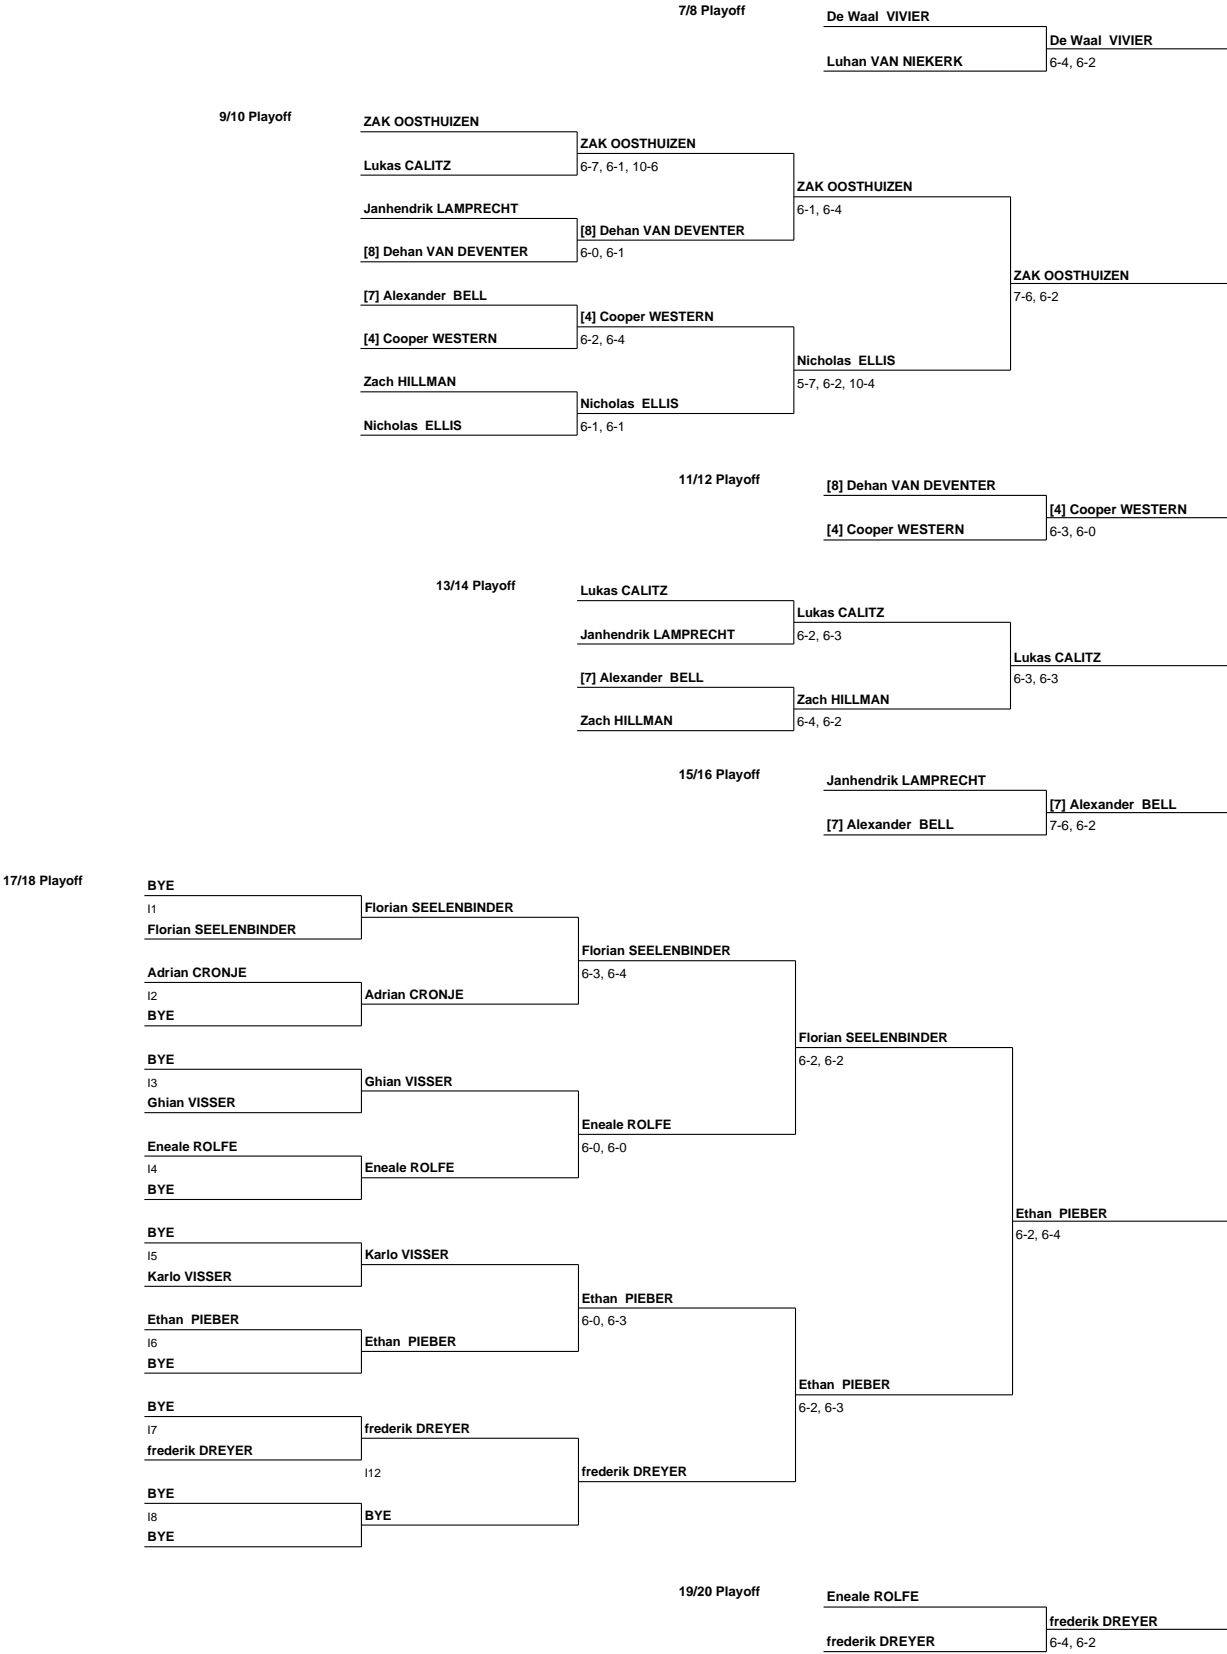 7/8 Playoff
De Waal  VIVIER
De Waal  VIVIER
Luhan VAN NIEKERK
6-4, 6-2
9/10 Playoff
ZAK OOSTHUIZEN
ZAK OOSTHUIZEN
Lukas CALITZ
6-7, 6-1, 10-6
ZAK OOSTHUIZEN
Janhendrik LAMPRECHT
6-1, 6-4
[8] Dehan VAN DEVENTER
[8] Dehan VAN DEVENTER
6-0, 6-1
ZAK OOSTHUIZEN
[7] Alexander  BELL
7-6, 6-2
[4] Cooper WESTERN
[4] Cooper WESTERN
6-2, 6-4
Nicholas  ELLIS
Zach HILLMAN
5-7, 6-2, 10-4
Nicholas  ELLIS
Nicholas  ELLIS
6-1, 6-1
11/12 Playoff
[8] Dehan VAN DEVENTER
[4] Cooper WESTERN
[4] Cooper WESTERN
6-3, 6-0
13/14 Playoff
Lukas CALITZ
Lukas CALITZ
Janhendrik LAMPRECHT
6-2, 6-3
Lukas CALITZ
[7] Alexander  BELL
6-3, 6-3
Zach HILLMAN
Zach HILLMAN
6-4, 6-2
15/16 Playoff
Janhendrik LAMPRECHT
[7] Alexander  BELL
[7] Alexander  BELL
7-6, 6-2
17/18 Playoff
BYE
I1
Florian SEELENBINDER
Florian SEELENBINDER
Florian SEELENBINDER
Adrian CRONJE
6-3, 6-4
I2
Adrian CRONJE
BYE
Florian SEELENBINDER
BYE
6-2, 6-2
I3
Ghian VISSER
Ghian VISSER
Eneale ROLFE
Eneale ROLFE
6-0, 6-0
I4
Eneale ROLFE
BYE
Ethan  PIEBER
BYE
6-2, 6-4
I5
Karlo VISSER
Karlo VISSER
Ethan  PIEBER
Ethan  PIEBER
6-0, 6-3
I6
Ethan  PIEBER
BYE
Ethan  PIEBER
BYE
6-2, 6-3
I7
frederik DREYER
frederik DREYER
I12
frederik DREYER
BYE
I8
BYE
BYE
19/20 Playoff
Eneale ROLFE
frederik DREYER
frederik DREYER
6-4, 6-2